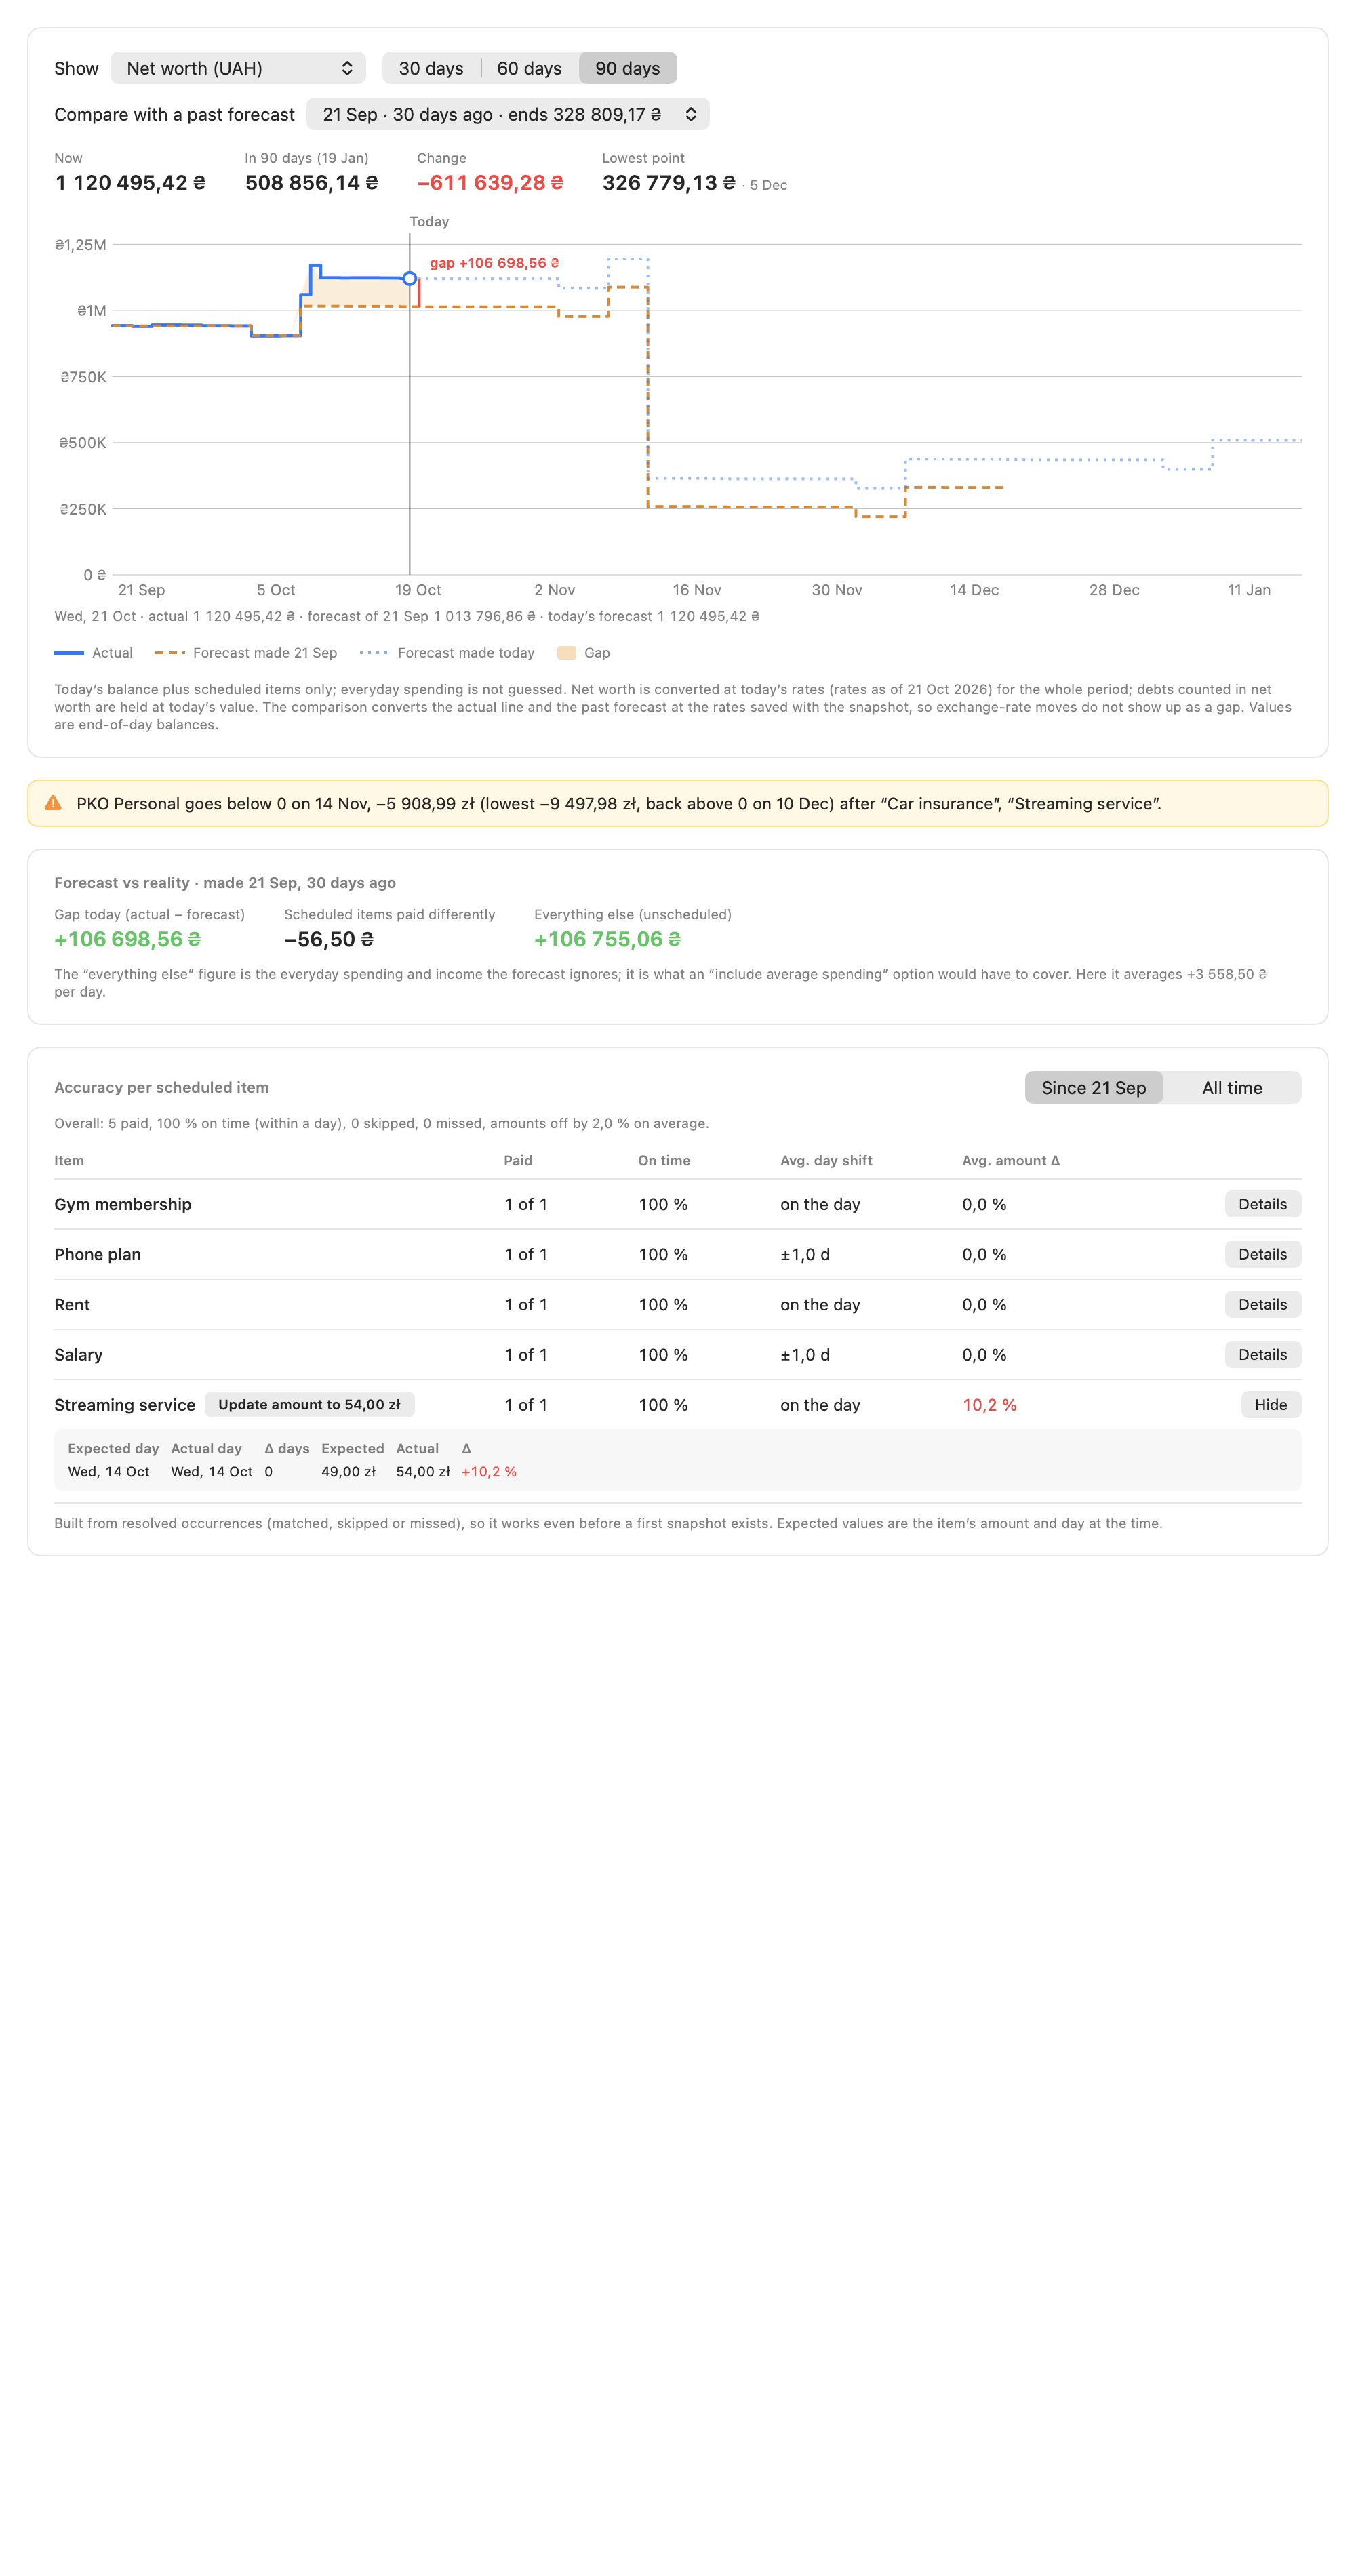 Show Net worth (UAH) 30 days 60 days 90 days
Compare with a past forecast 21 Sep · 30 days ago · ends 328 809,17 ₴
Now In 90 days (19 Jan) Change Lowest point
1 120 495,42 ₴ 508 856,14 ₴ −611 639,28 ₴ 326 779,13 ₴ · 5 Dec
Today
₴1,25M
gap +106 698,56 ₴
₴1M
₴750K
₴500K
₴250K
0 ₴
21 Sep 5 Oct 19 Oct 2 Nov 16 Nov 30 Nov 14 Dec 28 Dec 11 Jan
Wed, 21 Oct · actual 1 120 495,42 ₴ · forecast of 21 Sep 1 013 796,86 ₴ · today’s forecast 1 120 495,42 ₴
Actual Forecast made 21 Sep Forecast made today Gap
Today’s balance plus scheduled items only; everyday spending is not guessed. Net worth is converted at today’s rates (rates as of 21 Oct 2026) for the whole period; debts counted in net
worth are held at today’s value. The comparison converts the actual line and the past forecast at the rates saved with the snapshot, so exchange-rate moves do not show up as a gap. Values
are end-of-day balances.
PKO Personal goes below 0 on 14 Nov, −5 908,99 zł (lowest −9 497,98 zł, back above 0 on 10 Dec) after “Car insurance”, “Streaming service”.
Forecast vs reality · made 21 Sep, 30 days ago
Gap today (actual − forecast) Scheduled items paid differently Everything else (unscheduled)
+106 698,56 ₴ −56,50 ₴ +106 755,06 ₴
The “everything else” figure is the everyday spending and income the forecast ignores; it is what an “include average spending” option would have to cover. Here it averages +3 558,50 ₴
per day.
Accuracy per scheduled item Since 21 Sep All time
Overall: 5 paid, 100 % on time (within a day), 0 skipped, 0 missed, amounts off by 2,0 % on average.
Item Paid On time Avg. day shift Avg. amount Δ
Gym membership 1 of 1 100 % on the day 0,0 % Details
Phone plan 1 of 1 100 % ±1,0 d 0,0 % Details
Rent 1 of 1 100 % on the day 0,0 % Details
Salary 1 of 1 100 % ±1,0 d 0,0 % Details
Streaming service Update amount to 54,00 zł 1 of 1 100 % on the day 10,2 % Hide
Expected day Actual day Δ days Expected Actual Δ
Wed, 14 Oct Wed, 14 Oct 0 49,00 zł 54,00 zł +10,2 %
Built from resolved occurrences (matched, skipped or missed), so it works even before a first snapshot exists. Expected values are the item’s amount and day at the time.